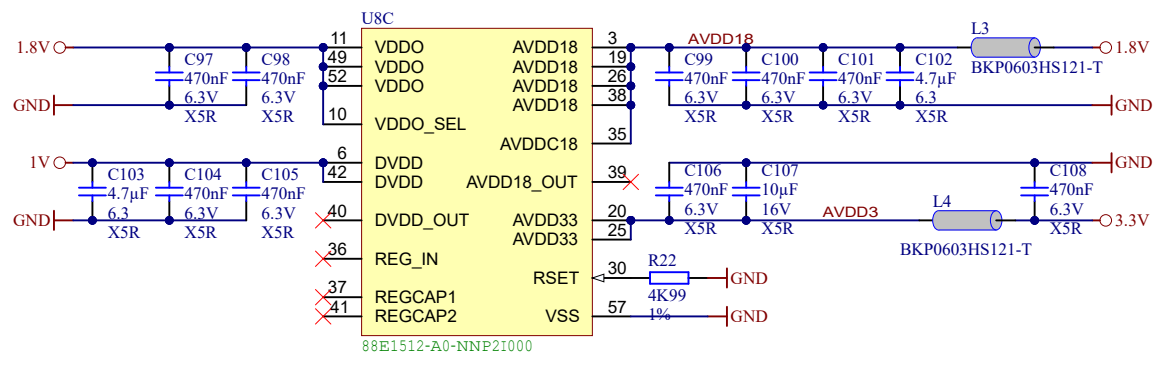 U8C
1.8V
GND
C97
470nF
6.3V
X5R
C98
470nF
6.3V
X5R
1V
GND
C103
4.7µF
6.3
X5R
C104
470nF
6.3V
X5R
C105
470nF
6.3V
X5R
11 VDDO
49 VDDO
52 VDDO
10 VDDO_SEL
6 DVDD
42 DVDD
40 DVDD_OUT
36 REG_IN
37 REGCAP1
41 REGCAP2
AVDD18 3
AVDD18 19
AVDD18 26
AVDD18 38
AVDDC18 35
AVDD18_OUT 39
AVDD33 20
AVDD33 25
RSET 30
VSS 57
88E1512-A0-NNP2I000
AVDD18
C99
470nF
6.3V
X5R
C100
470nF
6.3V
X5R
C101
470nF
6.3V
X5R
C102
4.7µF
6.3
X5R
L3
BKP0603HS121-T
1.8V
GND
C106
470nF
6.3V
X5R
C107
10µF
16V
X5R
AVDD3
L4
BKP0603HS121-T
C108
470nF
6.3V
X5R
GND
3.3V
R22
4K99
1%
GND
GND